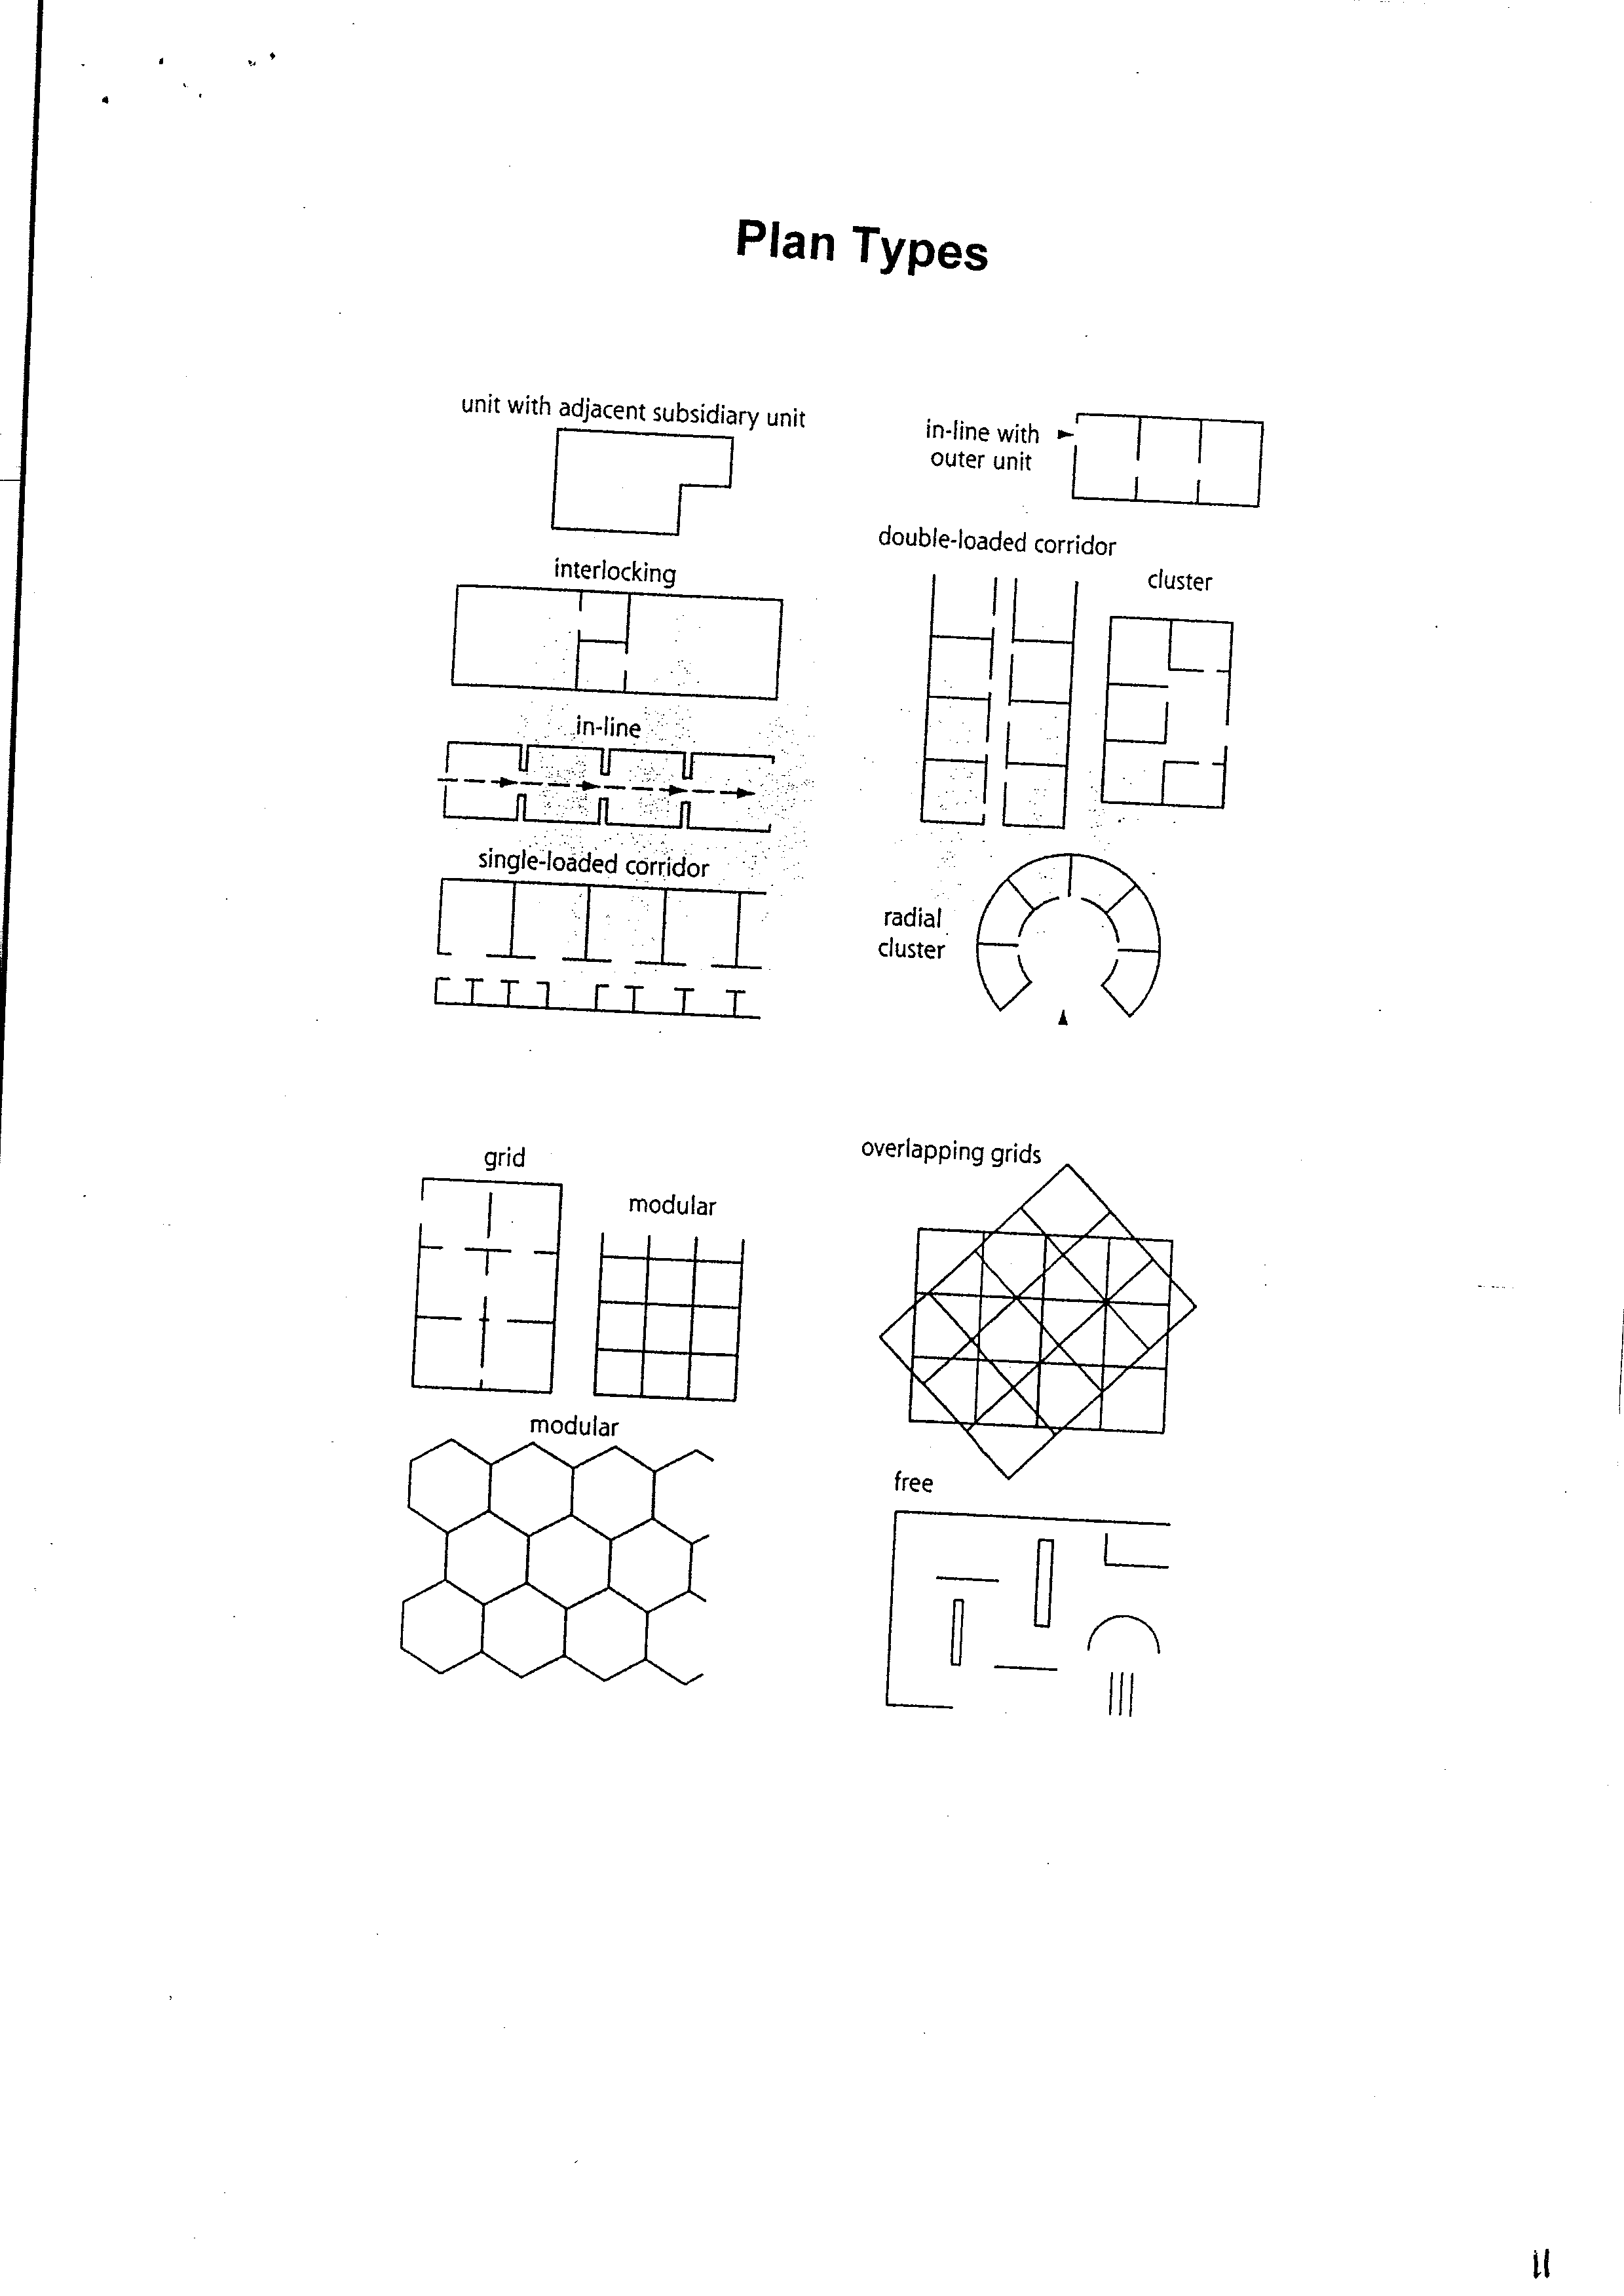 Plan Types
unit with adjacent subsidiary unit
in-line with
outer unit
double-loaded corridor
interlocking
cluster
in-line
single-loaded corridor
radial
cluster
grid
modular
overlapping grids
modular
free
11